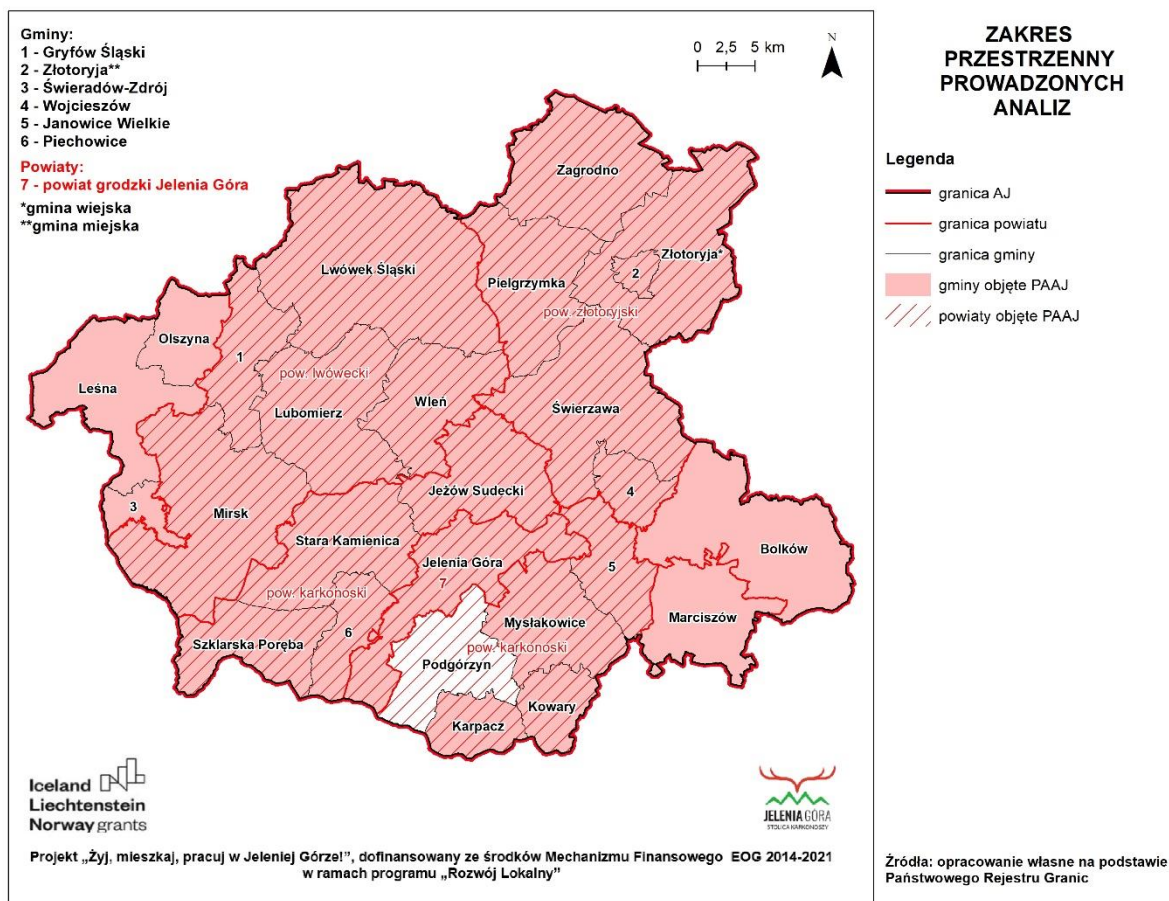 Gminy:
1 - Gryfów Śląski
2 - Złotoryja**
3 - Świeradów-Zdrój
4 - Wojcieszów
5 - Janowice Wielkie
6 - Piechowice
Powiaty:
7 - powiat grodzki Jelenia Góra
*gmina wiejska
**gmina miejska
0 2,5 5 km
N
ZAKRES
PRZESTRZENNY
PROWADZONYCH
ANALIZ
Legenda
granica AJ
granica powiatu
granica gminy
gminy objęte PAAJ
powiaty objęte PAAJ
Zagrodno
Złotoryja*
2
Lwówek Śląski
Pielgrzymka
pow. złotoryjski
Olszyna
1
pow. lwówecki
Leśna
Lubomierz
Wleń
Świerzawa
Jeżów Sudecki
4
3
Mirsk
Stara Kamienica
Jelenia Góra
7
5
Bolków
pow. karkonoski
Marciszów
Mysłakowice
6
Szklarska Poręba
pow. karkonoski
Podgórzyn
Kowary
Karpacz
Iceland
Liechtenstein
Norway grants
JELENIA GÓRA
STOLICA KARKONOSZY
Projekt „Żyj, mieszkaj, pracuj w Jeleniej Górze!”, dofinansowany ze środków Mechanizmu Finansowego EOG 2014-2021
w ramach programu „Rozwój Lokalny”
Źródła: opracowanie własne na podstawie
Państwowego Rejestru Granic